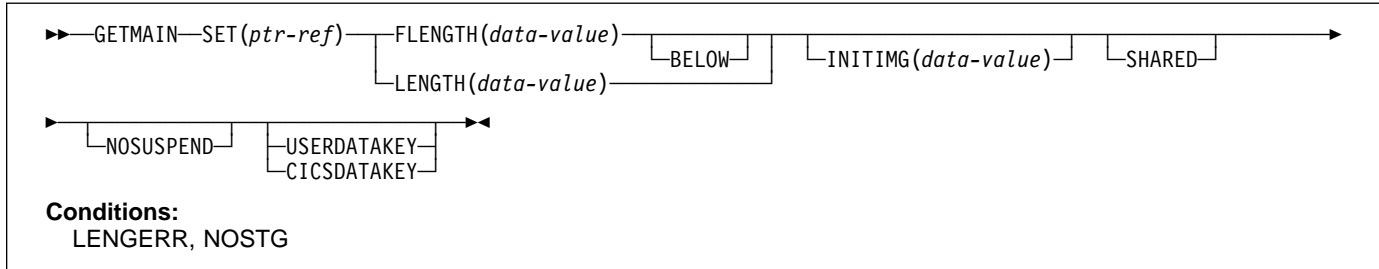 ►►──GETMAIN──SET(ptr-ref)──FLENGTH(data-value)
BELOW
INITIMG(data-value)
SHARED
LENGTH(data-value)
NOSUSPEND
USERDATAKEY
CICSDATAKEY
Conditions:
LENGERR, NOSTG